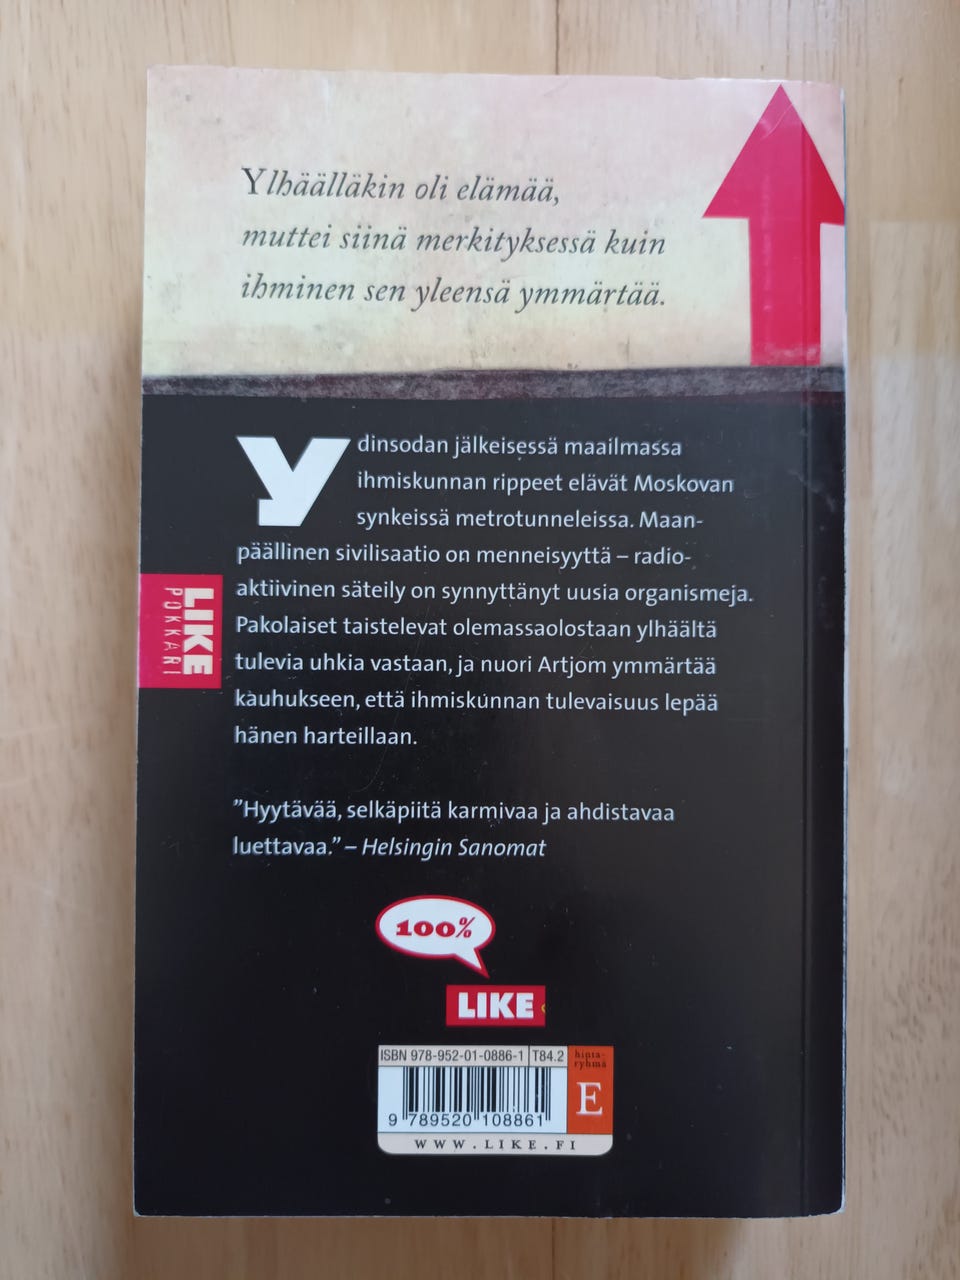 Ylhäälläkin oli elämää,
muttei siinä merkityksessä kuin
ihminen sen yleensä ymmärtää.
Ydinsodan jälkeisessä maailmassa
ihmiskunnan rippeet elävät Moskovan
synkeissä metrotunneleissa. Maan-
päällinen sivilisaatio on menneisyyttä – radio-
aktiivinen säteily on synnyttänyt uusia organismeja.
Pakolaiset taistelevat olemassaolostaan ylhäältä
tulevia uhkia vastaan, ja nuori Artjom ymmärtää
kauhukseen, että ihmiskunnan tulevaisuus lepää
hänen harteillaan.
”Hyytävää, selkäpiitä karmivaa ja ahdistavaa
luettavaa.” – Helsingin Sanomat
LIKE
POKKARI
100%
LIKE
ISBN 978-952-01-0886-1 T84.2
hinta-
ryhmä
E
9 789520 108861
WWW.LIKE.FI